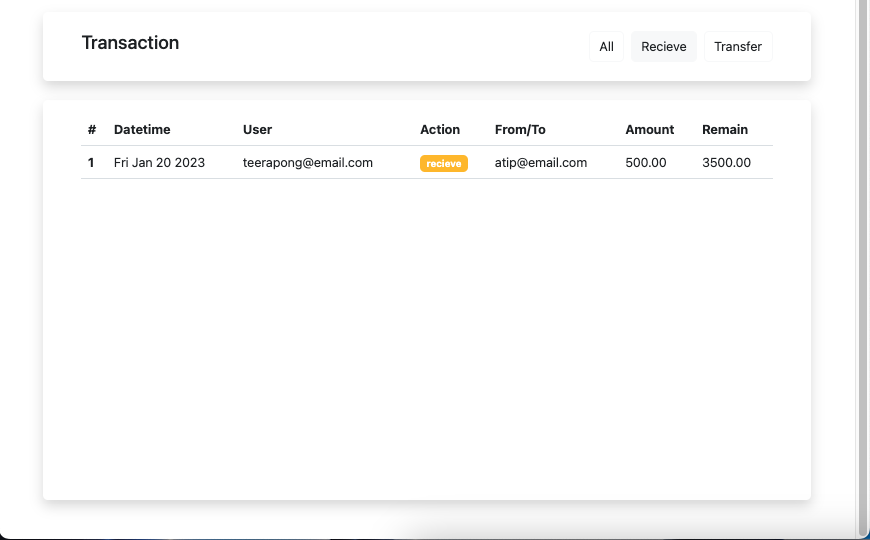 Transaction All Recieve Transfer
# Datetime User Action From/To Amount Remain
1 Fri Jan 20 2023 teerapong@email.com recieve atip@email.com 500.00 3500.00